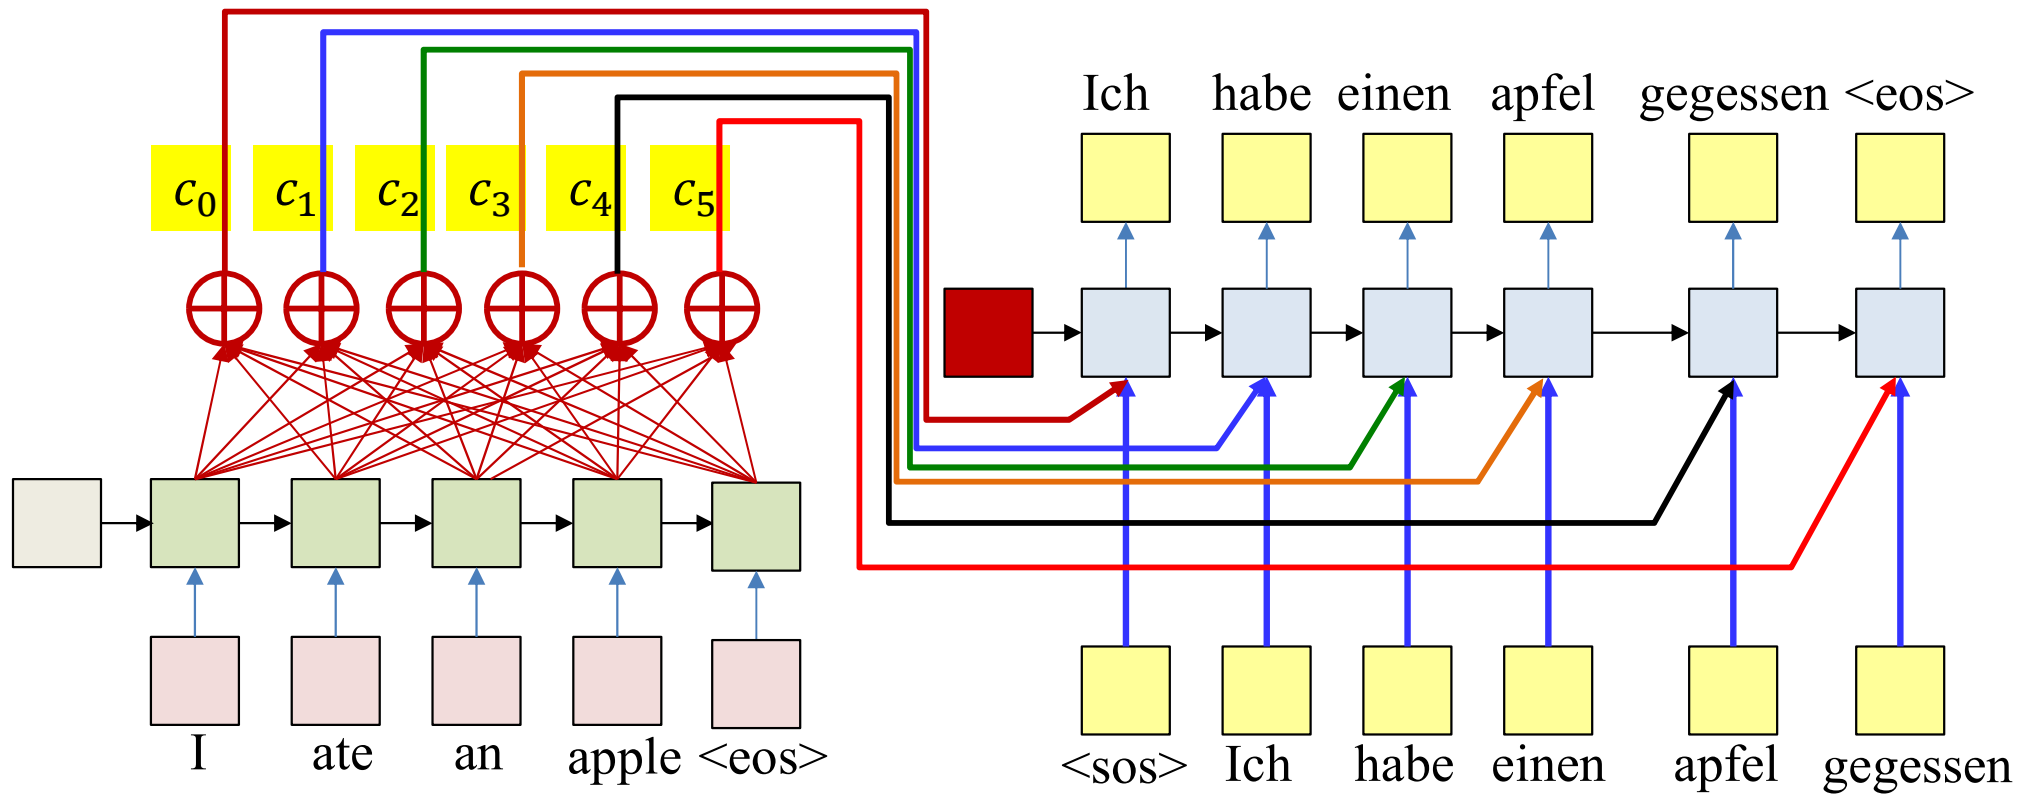 Ich habe einen apfel gegessen <eos>
c₀ c₁ c₂ c₃ c₄ c₅
I ate an apple <eos>
<sos> Ich habe einen apfel gegessen